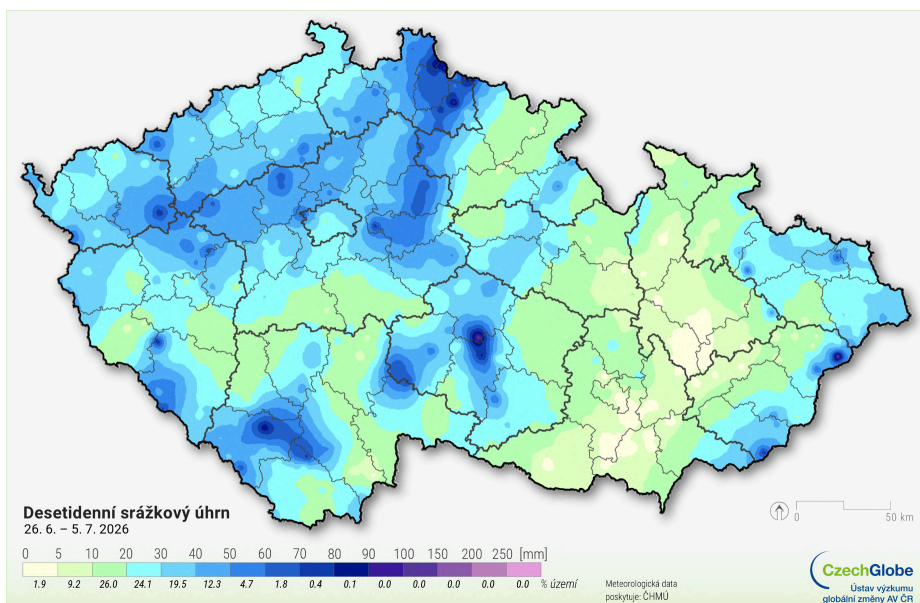 Desetidenní srážkový úhrn
26. 6. – 5. 7. 2026
0 5 10 20 30 40 50 60 70 80 90 100 150 200 250 [mm]
1.9 9.2 26.0 24.1 19.5 12.3 4.7 1.8 0.4 0.1 0.0 0.0 0.0 0.0 0.0 % území
Meteorologická data
poskytuje: ČHMÚ
0 50 km
CzechGlobe
Ústav výzkumu
globální změny AV ČR